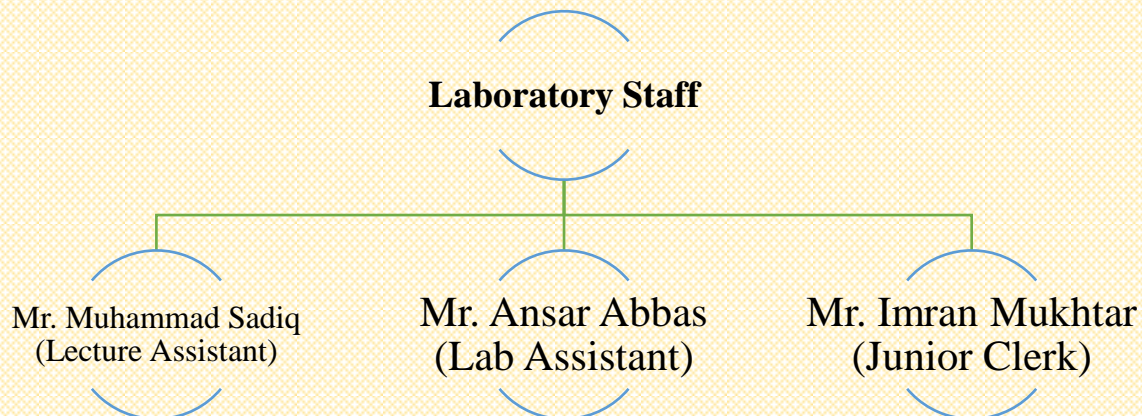 Laboratory Staff
Mr. Muhammad Sadiq
(Lecture Assistant)
Mr. Ansar Abbas
(Lab Assistant)
Mr. Imran Mukhtar
(Junior Clerk)